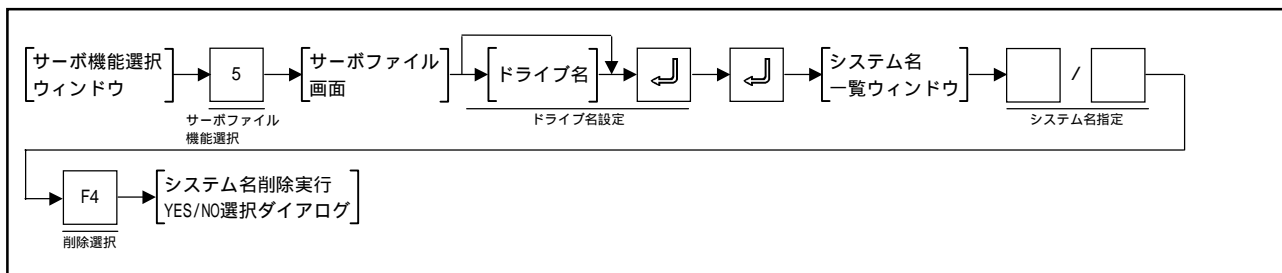 サーボ機能選択
ウィンドウ
5
サーボファイル
機能選択
サーボファイル
画面
ドライブ名
ドライブ名設定
システム名
一覧ウィンドウ
/
システム名指定
F4
削除選択
システム名削除実行
YES/NO選択ダイアログ